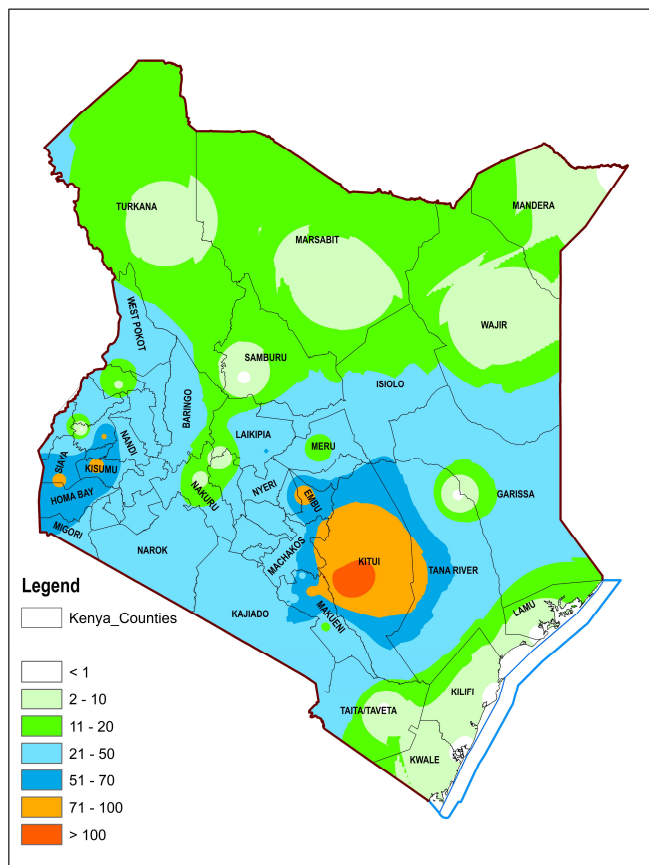 TURKANA
MANDERA
MARSABIT
WAJIR
WEST POKOT
SAMBURU
ISIOLO
BARINGO
LAIKIPIA
NANDI
MERU
SIAYA
KISUMU
NYERI
NAKURU
EMBU
GARISSA
HOMA BAY
MIGORI
NAROK
MACHAKOS
KITUI
TANA RIVER
KAJIADO
MAKUENI
LAMU
KILIFI
TAITA/TAVETA
KWALE
Legend
Kenya_Counties
< 1
2 - 10
11 - 20
21 - 50
51 - 70
71 - 100
> 100